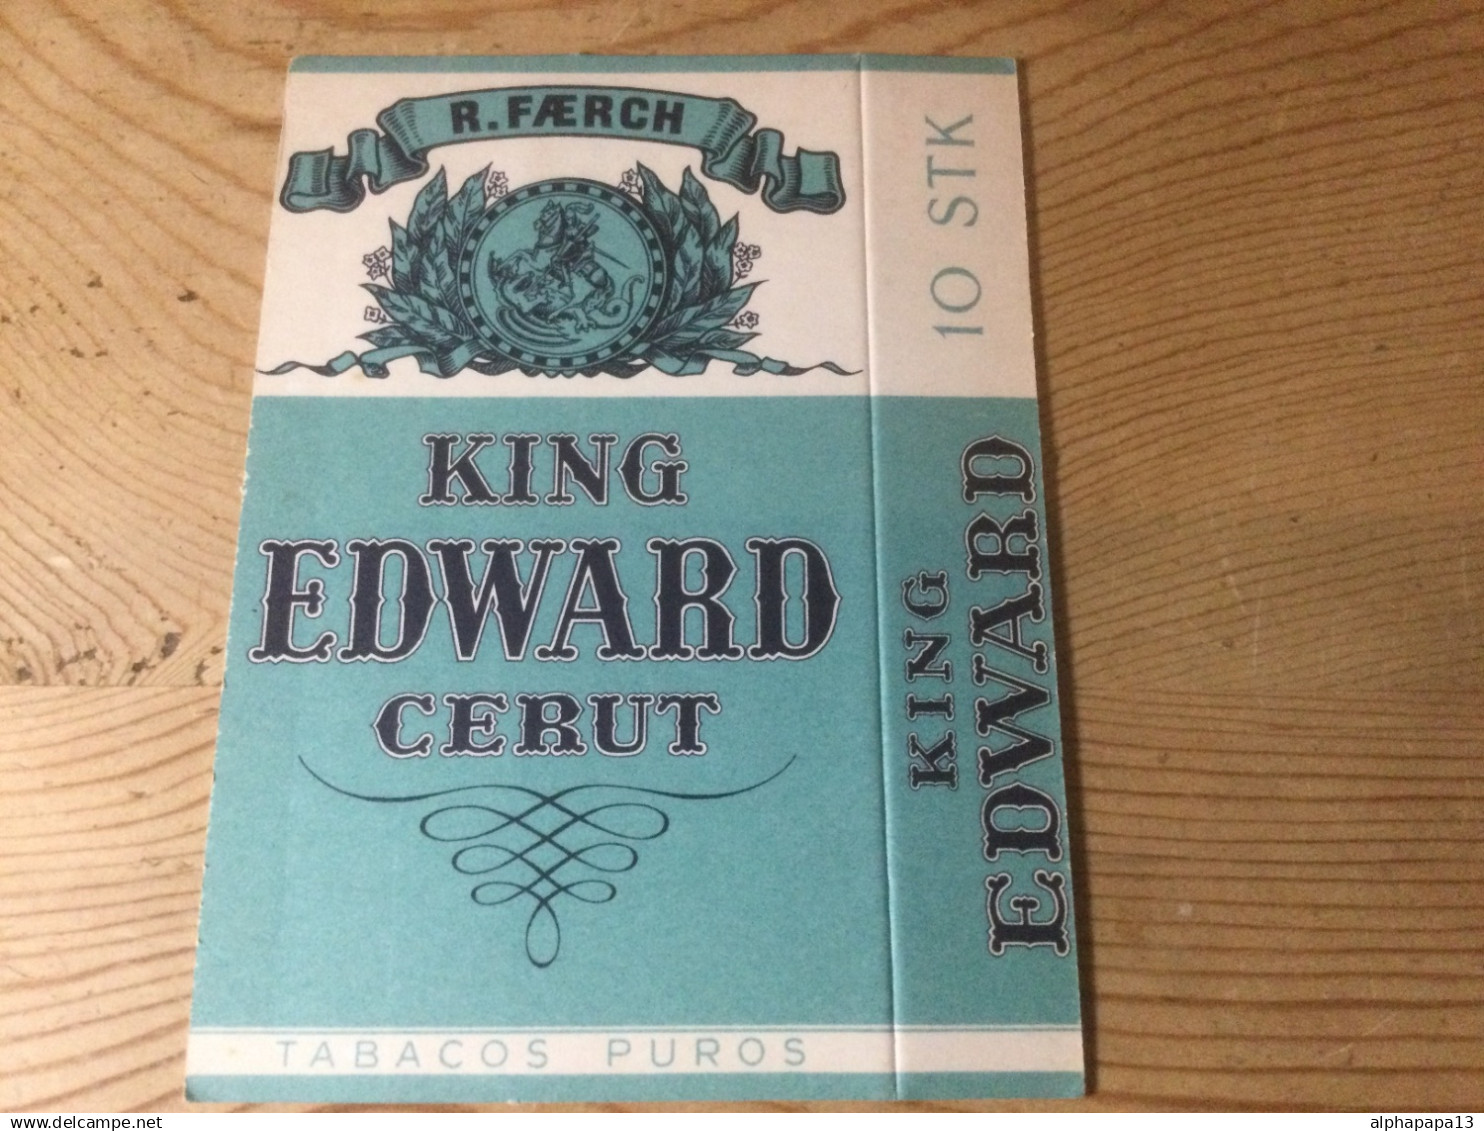 R. FÆRCH
KING
EDWARD
CERUT
TABACOS PUROS
10 STK
KING
EDWARD
www.delcampe.net
alphapapa13